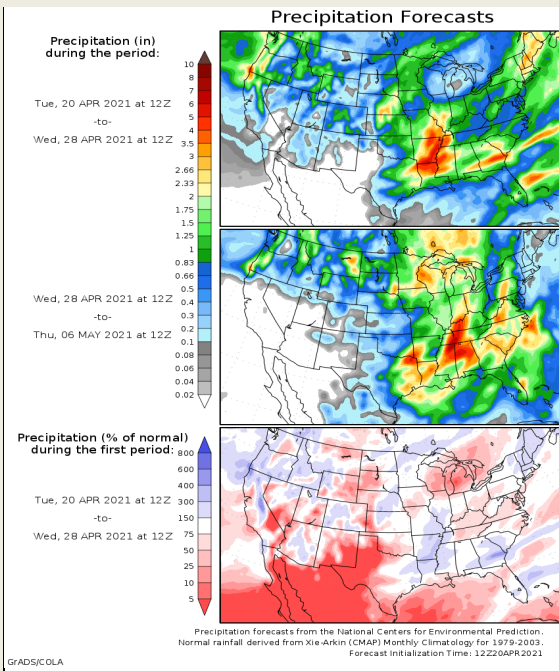 Precipitation Forecasts
Precipitation (in)
during the period:
Tue, 20 APR 2021 at 12Z
-to-
Wed, 28 APR 2021 at 12Z
10
8
7
6
5
4
3.5
3
2.66
2.33
2
1.75
1.5
1.25
1
0.83
0.66
0.5
0.4
0.3
0.2
0.1
0.08
0.06
0.04
0.02
Wed, 28 APR 2021 at 12Z
-to-
Thu, 06 MAY 2021 at 12Z
Precipitation (% of normal)
during the first period:
Tue, 20 APR 2021 at 12Z
-to-
Wed, 28 APR 2021 at 12Z
800
600
400
300
150
75
50
25
10
5
Precipitation forecasts from the National Centers for Environmental Prediction.
Normal rainfall derived from Xie-Arkin (CMAP) Monthly Climatology for 1979-2003.
Forecast Initialization Time: 12Z20APR2021
GrADS/COLA